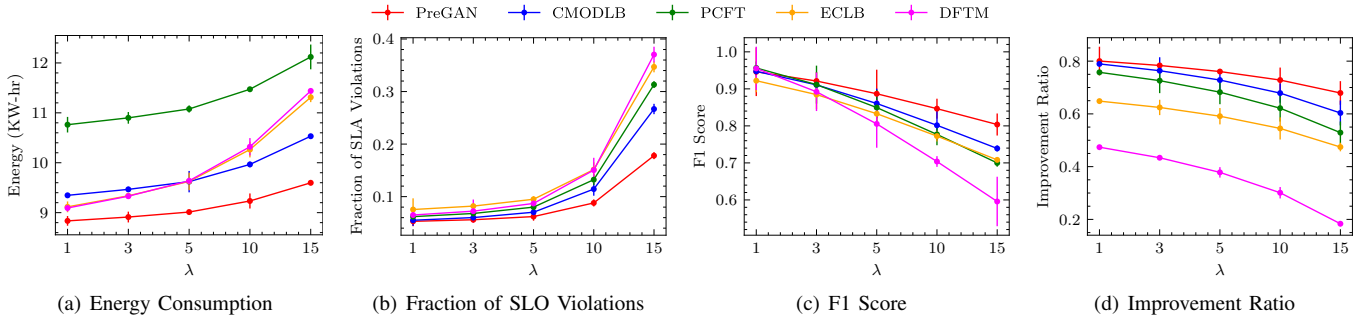 PreGAN CMODLB PCFT ECLB DFTM
Energy (KW-hr)
12
11
10
9
1 3 5 10 15
λ
(a) Energy Consumption
Fraction of SLA Violations
0.4
0.3
0.2
0.1
1 3 5 10 15
λ
(b) Fraction of SLO Violations
F1 Score
1.0
0.9
0.8
0.7
0.6
1 3 5 10 15
λ
(c) F1 Score
Improvement Ratio
0.8
0.6
0.4
0.2
1 3 5 10 15
λ
(d) Improvement Ratio